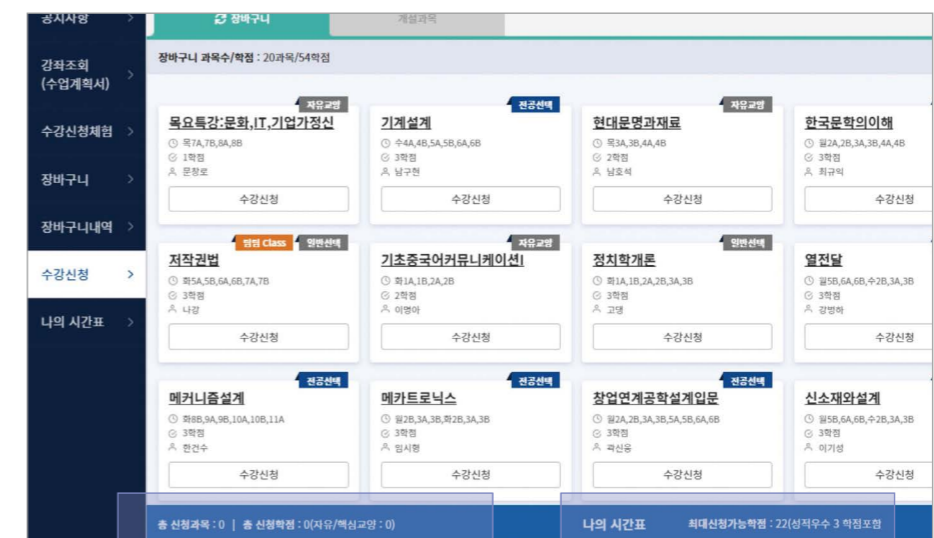 공지사항
강좌조회
(수업계획서)
수강신청체험
장바구니
장바구니내역
수강신청
나의 시간표
장바구니
개설과목
장바구니 과목수/학점 : 20과목/54학점
자유교양
목요특강:문화,IT,기업가정신
목7A,7B,8A,8B
1학점
문창로
수강신청
전공선택
기계설계
수4A,4B,5A,5B,6A,6B
3학점
남구현
수강신청
자유교양
현대문명과재료
목3A,3B,4A,4B
2학점
남호석
수강신청
한국문학의이해
월2A,2B,3A,3B,4A,4B
3학점
최규익
수강신청
팀팀 Class
일반선택
저작권법
화5A,5B,6A,6B,7A,7B
3학점
나강
수강신청
자유교양
기초중국어커뮤니케이션I
화1A,1B,2A,2B
2학점
이영아
수강신청
일반선택
정치학개론
화1A,1B,2A,2B,3A,3B
3학점
고댕
수강신청
열전달
월5B,6A,6B,수2B,3A,3B
3학점
강병하
수강신청
전공선택
메커니즘설계
화8B,9A,9B,10A,10B,11A
3학점
한건수
수강신청
전공선택
메카트로닉스
월2B,3A,3B,화2B,3A,3B
3학점
임시형
수강신청
전공선택
창업연계공학설계입문
월2A,2B,3A,3B,5A,5B,6A,6B
3학점
곽신웅
수강신청
신소재와설계
월5B,6A,6B,수2B,3A,3B
3학점
이기성
수강신청
총 신청과목 : 0 | 총 신청학점 : 0(자유/핵심교양 : 0)
나의 시간표
최대신청가능학점 : 22(성적우수 3 학점포함